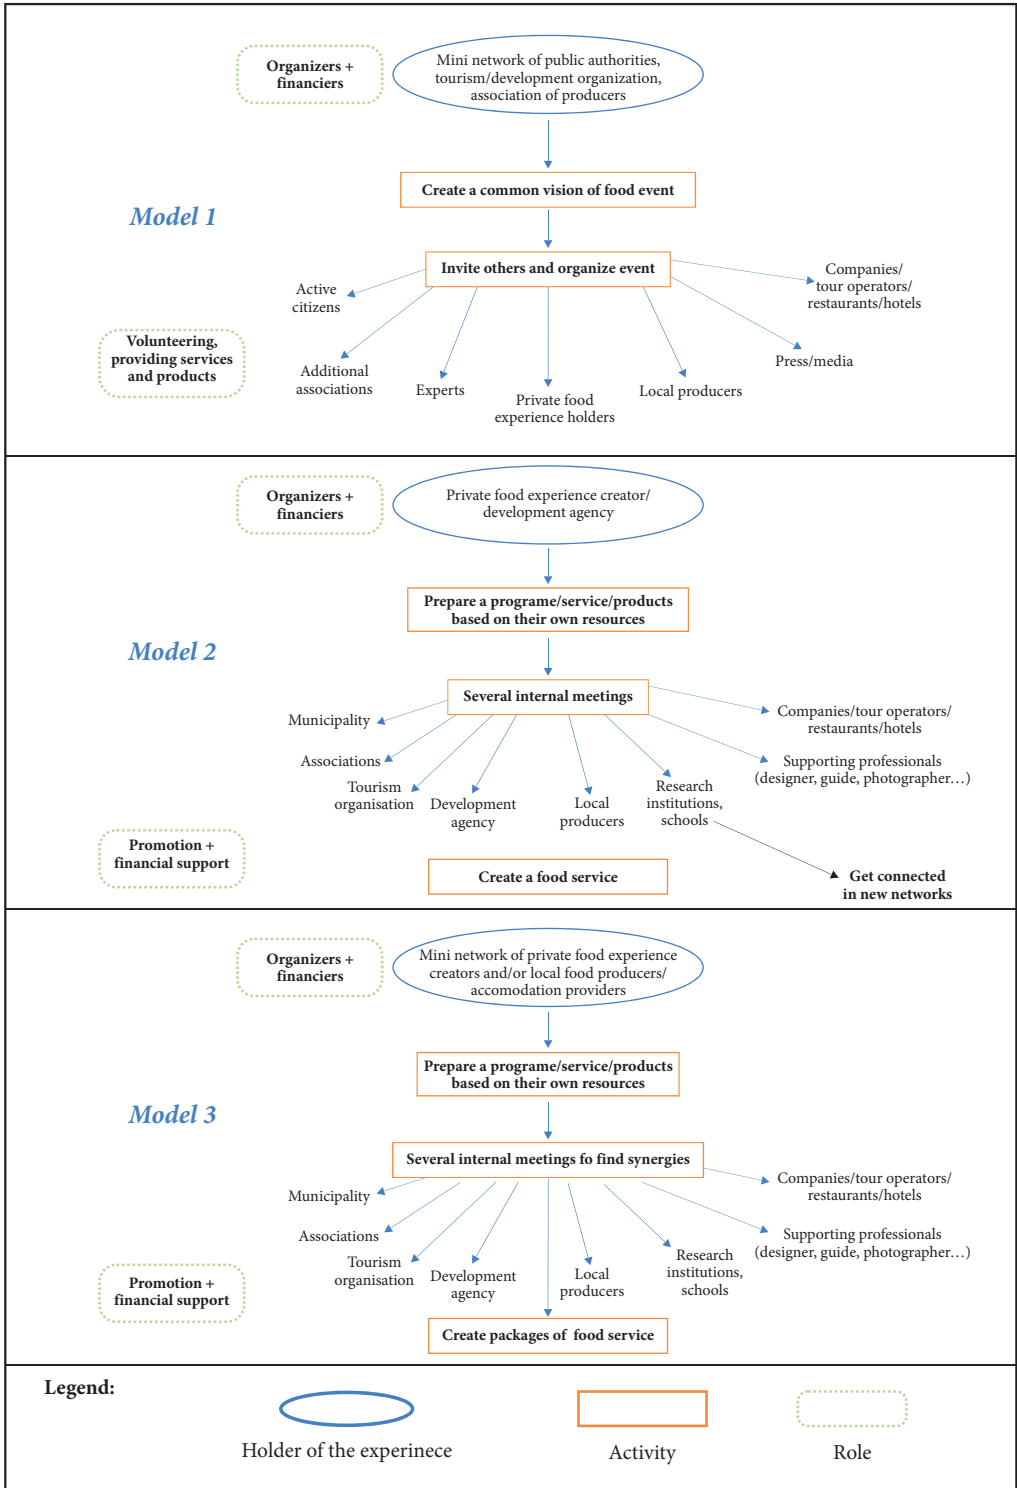 Organizers +
financiers
Mini network of public authorities,
tourism/development organization,
association of producers
Create a common vision of food event
Model 1
Invite others and organize event
Active
citizens
Companies/
tour operators/
restaurants/hotels
Volunteering,
providing services
and products
Additional
associations
Experts
Private food
experience holders
Local producers
Press/media
Organizers +
financiers
Private food experience creator/
development agency
Prepare a programe/service/products
based on their own resources
Model 2
Several internal meetings
Municipality
Companies/tour operators/
restaurants/hotels
Associations
Supporting professionals
(designer, guide, photographer…)
Tourism
organisation
Development
agency
Local
producers
Research
institutions,
schools
Promotion +
financial support
Create a food service
Get connected
in new networks
Organizers +
financiers
Mini network of private food experience
creators and/or local food producers/
accomodation providers
Prepare a programe/service/products
based on their own resources
Model 3
Several internal meetings fo find synergies
Municipality
Companies/tour operators/
restaurants/hotels
Associations
Supporting professionals
(designer, guide, photographer…)
Tourism
organisation
Development
agency
Local
producers
Research
institutions,
schools
Promotion +
financial support
Create packages of food service
Legend:
Holder of the experinece
Activity
Role